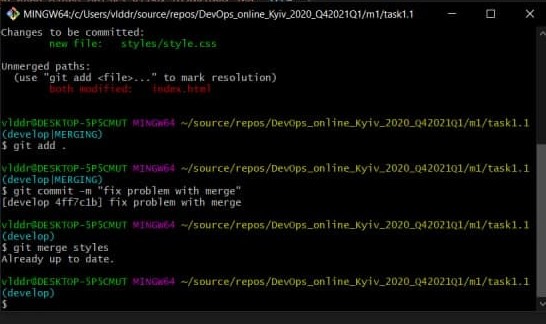 MINGW64:/c/Users/vlddr/source/repos/DevOps_online_Kyiv_2020_Q42021Q1/m1/task1.1
Changes to be committed:
new file:   styles/style.css
Unmerged paths:
(use "git add <file>..." to mark resolution)
both modified:   index.html
vlddr@DESKTOP-5P5CMUT MINGW64 ~/source/repos/DevOps_online_Kyiv_2020_Q42021Q1/m1/task1.1
(develop|MERGING)
$ git add .
vlddr@DESKTOP-5P5CMUT MINGW64 ~/source/repos/DevOps_online_Kyiv_2020_Q42021Q1/m1/task1.1
(develop|MERGING)
$ git commit -m "fix problem with merge"
[develop 4ff7c1b] fix problem with merge
vlddr@DESKTOP-5P5CMUT MINGW64 ~/source/repos/DevOps_online_Kyiv_2020_Q42021Q1/m1/task1.1
(develop)
$ git merge styles
Already up to date.
vlddr@DESKTOP-5P5CMUT MINGW64 ~/source/repos/DevOps_online_Kyiv_2020_Q42021Q1/m1/task1.1
(develop)
$